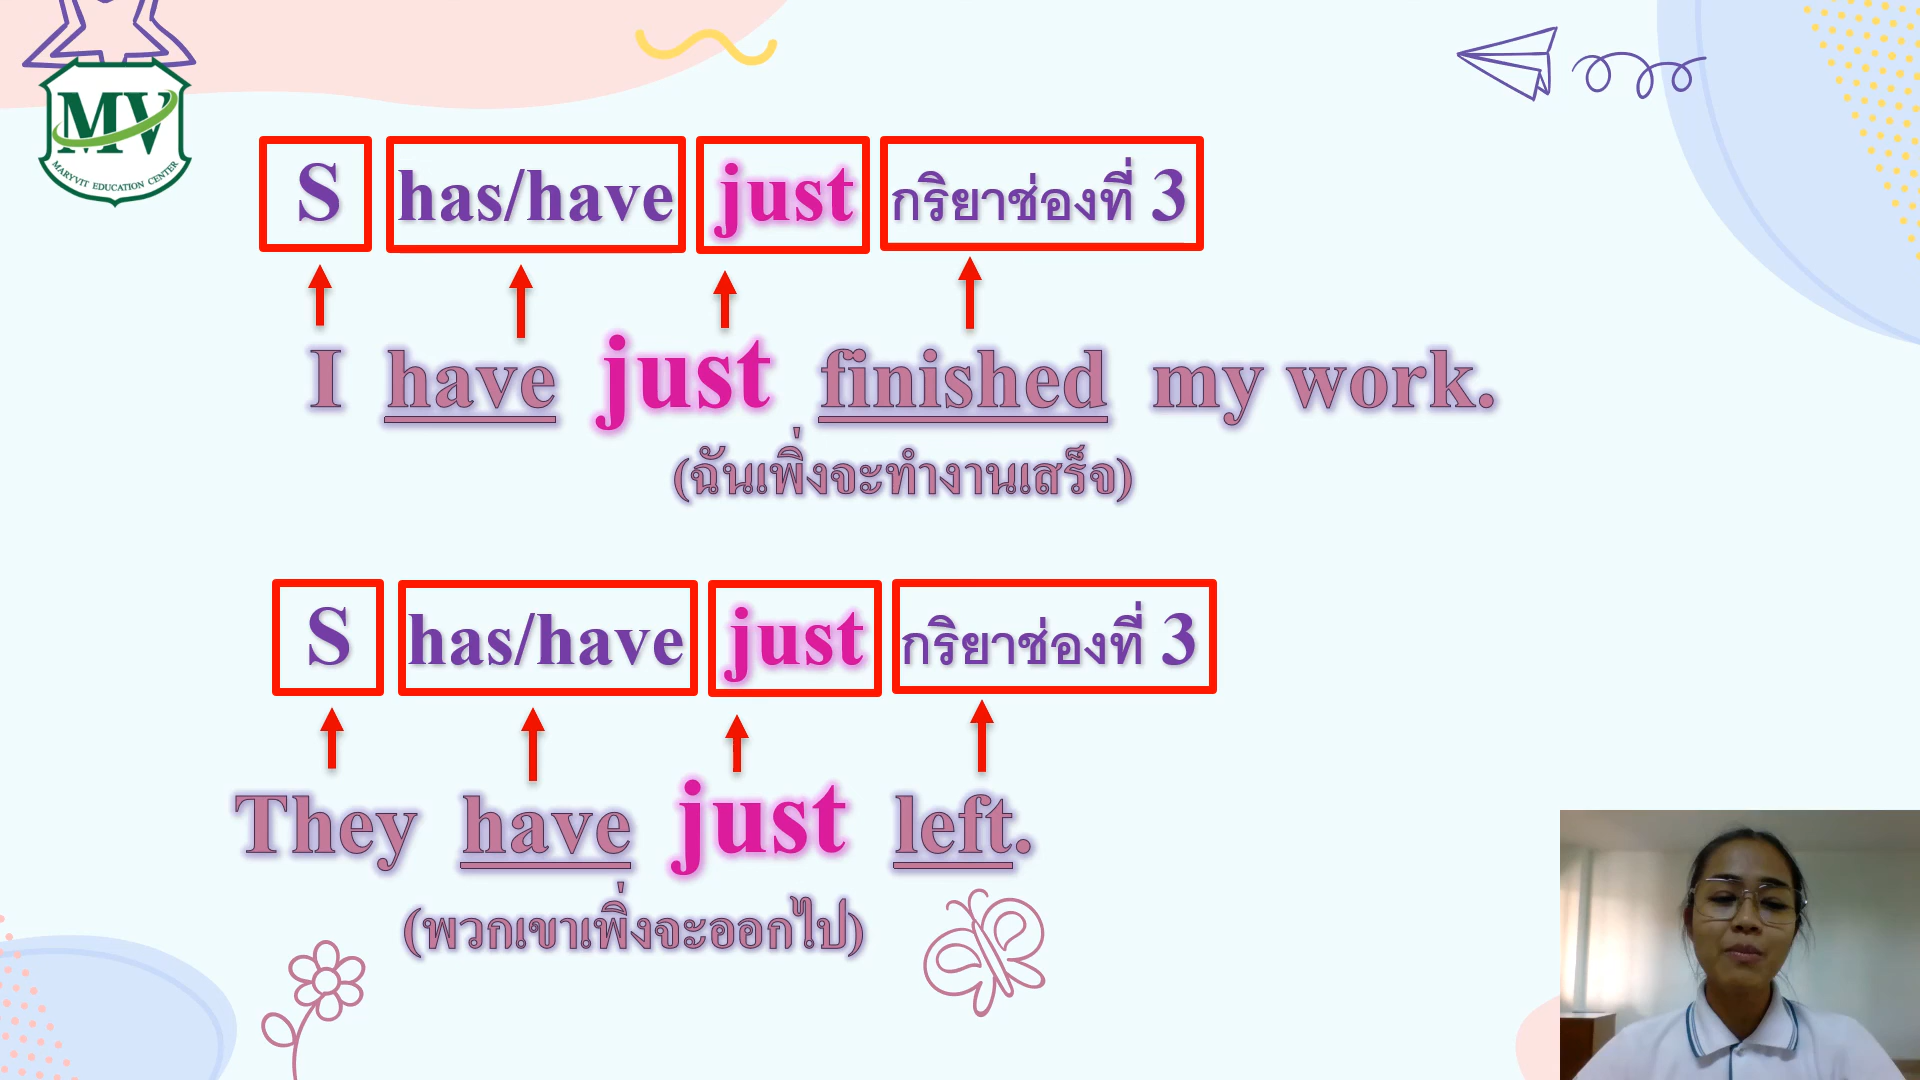 MV
MARYVIT EDUCATION CENTER
S has/have just กริยาช่องที่ 3
I have just finished my work.
(ฉันเพิ่งจะทำงานเสร็จ)
S has/have just กริยาช่องที่ 3
They have just left.
(พวกเขาเพิ่งจะออกไป)